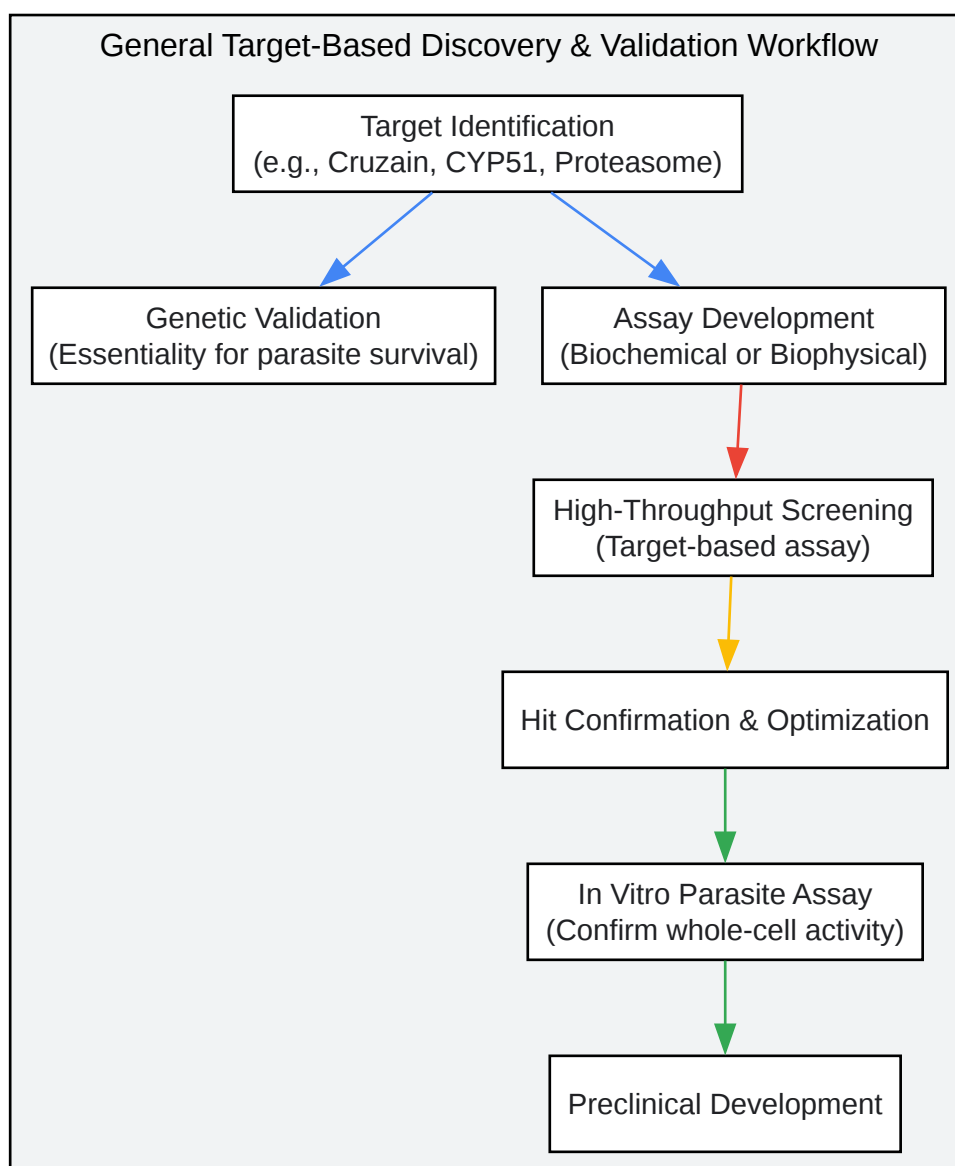 General Target-Based Discovery & Validation Workflow
Target Identification
(e.g., Cruzain, CYP51, Proteasome)
Genetic Validation
(Essentiality for parasite survival)
Assay Development
(Biochemical or Biophysical)
High-Throughput Screening
(Target-based assay)
Hit Confirmation & Optimization
In Vitro Parasite Assay
(Confirm whole-cell activity)
Preclinical Development